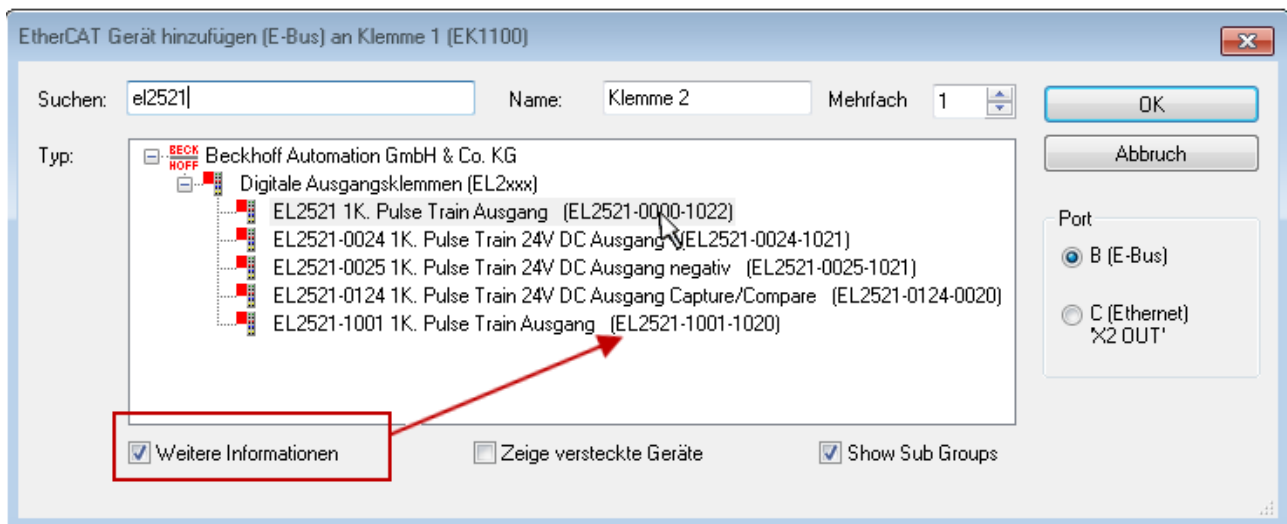 EtherCAT Gerät hinzufügen (E-Bus) an Klemme 1 (EK1100)
Suchen: el2521 Name: Klemme 2 Mehrfach 1 OK
Abbruch
Typ:
BECKHOFF Beckhoff Automation GmbH & Co. KG
Digitale Ausgangsklemmen (EL2xxx)
EL2521 1K. Pulse Train Ausgang (EL2521-0000-1022)
EL2521-0024 1K. Pulse Train 24V DC Ausgang (EL2521-0024-1021)
EL2521-0025 1K. Pulse Train 24V DC Ausgang negativ (EL2521-0025-1021)
EL2521-0124 1K. Pulse Train 24V DC Ausgang Capture/Compare (EL2521-0124-0020)
EL2521-1001 1K. Pulse Train Ausgang (EL2521-1001-1020)
Port
B (E-Bus)
C (Ethernet)
'X2 OUT'
Weitere Informationen Zeige versteckte Geräte Show Sub Groups